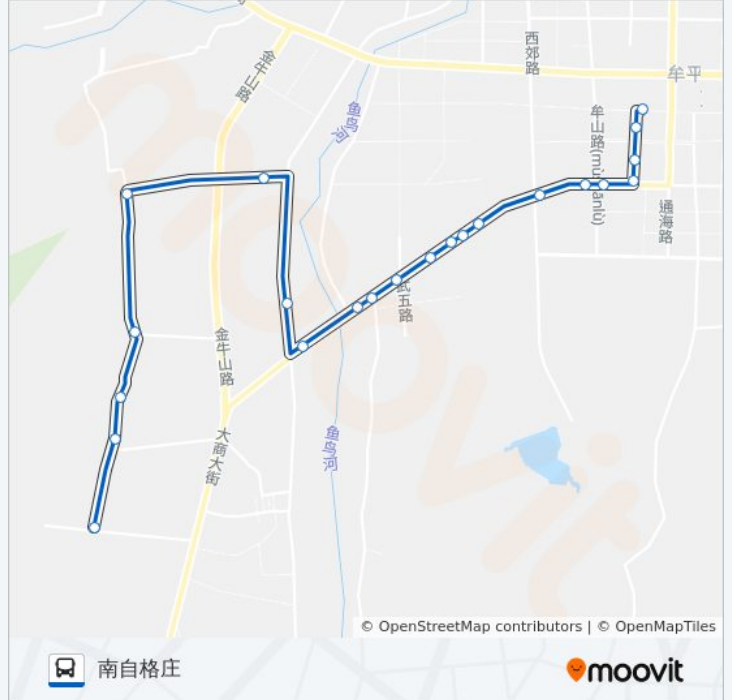 西郊路
牟平
金牛山路
鱼鸟河
牟山路(mùshānlù)
通海路
武五路
金牛山路
鱼鸟河
大商大街
moovit
© OpenStreetMap contributors | © OpenMapTiles
南自格庄
moovit